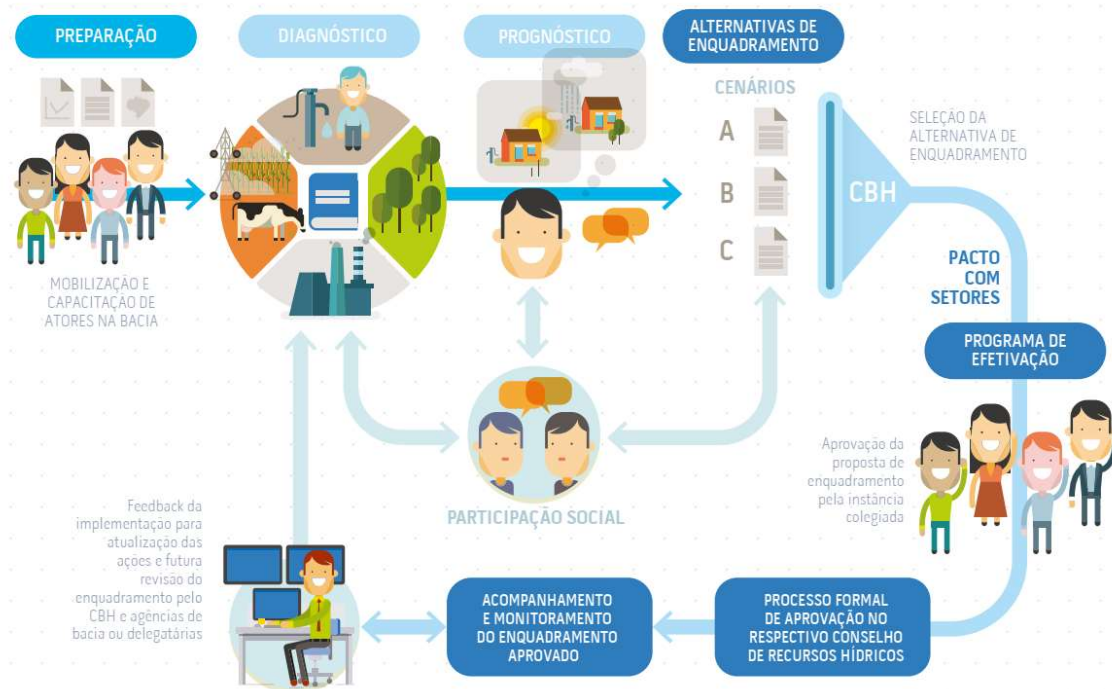 PREPARAÇÃO
DIAGNÓSTICO
PROGNÓSTICO
ALTERNATIVAS DE
ENQUADRAMENTO
MOBILIZAÇÃO E
CAPACITAÇÃO DE
ATORES NA BACIA
CENÁRIOS
A
B
C
CBH
SELEÇÃO DA
ALTERNATIVA DE
ENQUADRAMENTO
PACTO
COM
SETORES
PROGRAMA DE
EFETIVAÇÃO
Aprovação da
proposta de
enquadramento
pela instância
colegiada
PARTICIPAÇÃO SOCIAL
Feedback da
implementação para
atualização das
ações e futura
revisão do
enquadramento pelo
CBH e agências de
bacia ou delegatárias
ACOMPANHAMENTO
E MONITORAMENTO
DO ENQUADRAMENTO
APROVADO
PROCESSO FORMAL
DE APROVAÇÃO NO
RESPECTIVO CONSELHO
DE RECURSOS HÍDRICOS